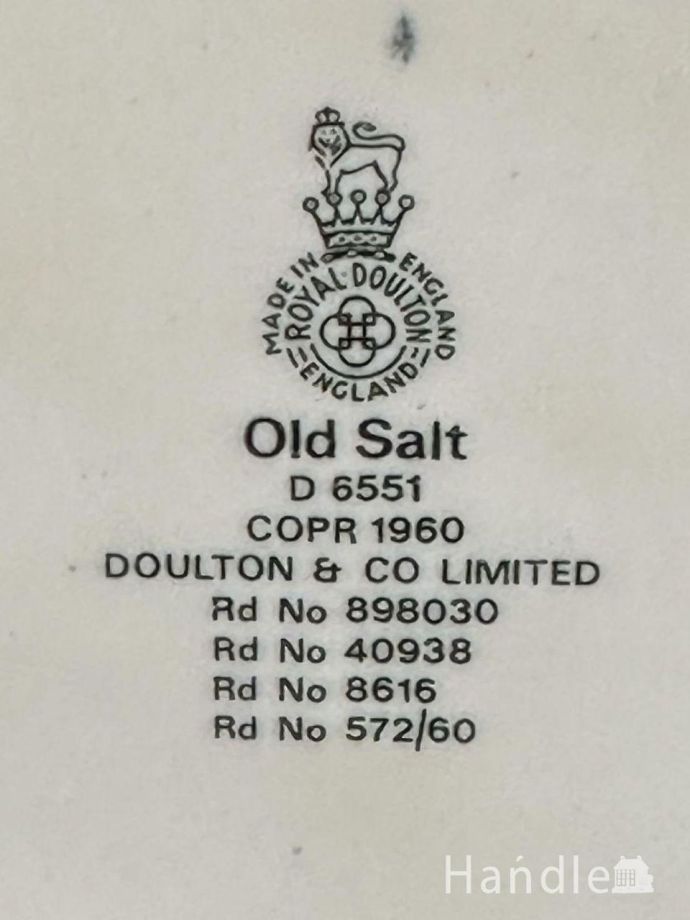 MADE IN ENGLAND
ROYAL·DOULTON
ENGLAND
Old Salt
D 6551
COPR 1960
DOULTON & CO LIMITED
Rd No 898030
Rd No 40938
Rd No 8616
Rd No 572/60
Handle